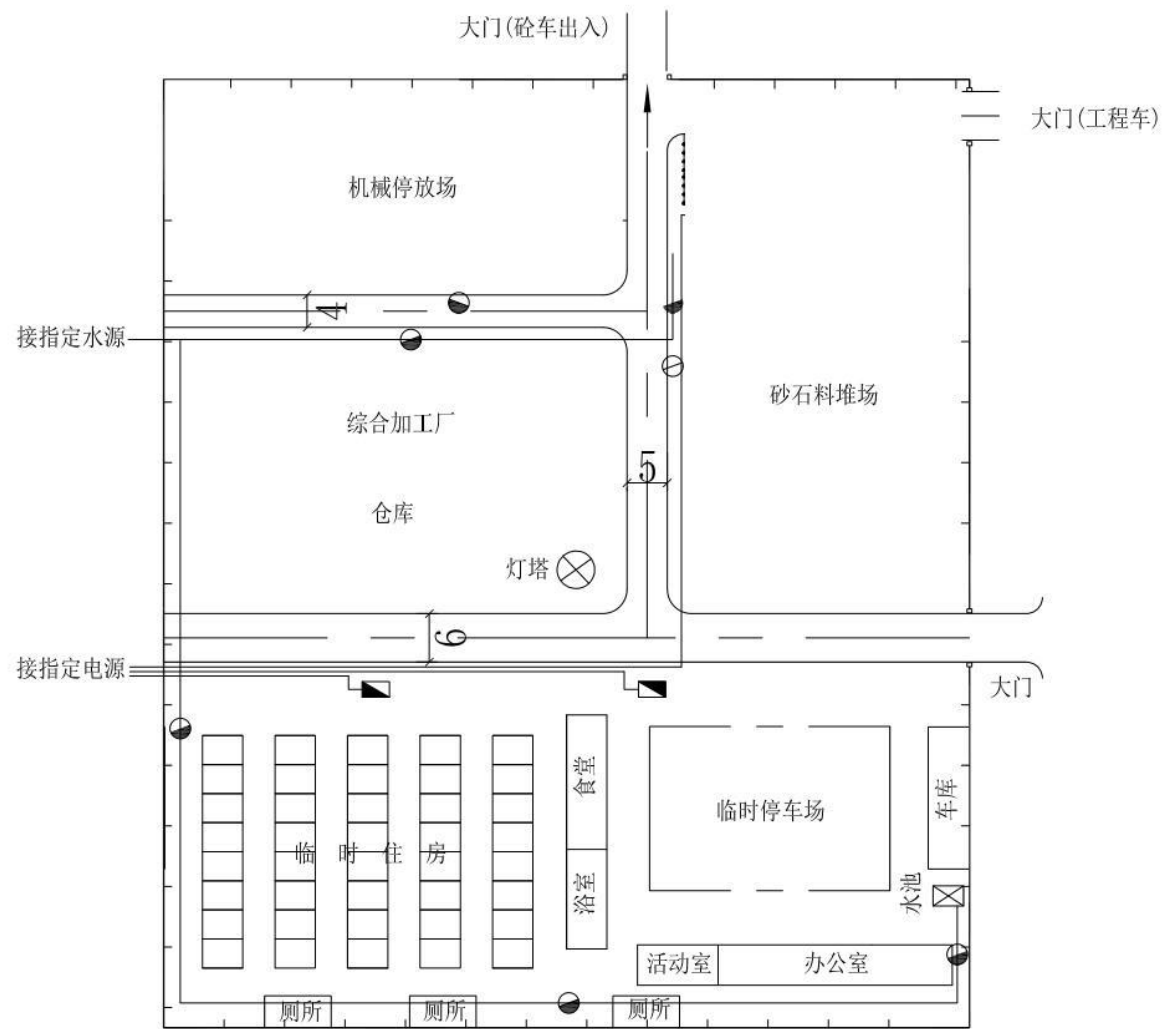 大门(砼车出入)
大门(工程车)
机械停放场
4
接指定水源
砂石料堆场
综合加工厂
5
仓库
灯塔
6
接指定电源
大门
食堂
临时停车场
车库
临时住房
浴室
水池
活动室
办公室
厕所
厕所
厕所